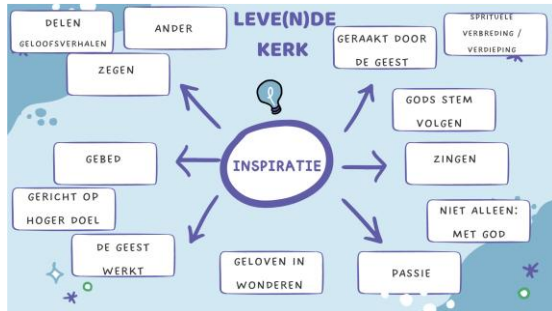 DELEN
GELOOFSVERHALEN
ANDER
LEVE(N)DE
KERK
GERAAKT DOOR
DE GEEST
SPRITUELE
VERBREDING /
VERDIEPING
ZEGEN
GODS STEM
VOLGEN
GEBED
INSPIRATIE
ZINGEN
GERICHT OP
HOGER DOEL
NIET ALLEEN:
MET GOD
DE GEEST
WERKT
GELOVEN IN
WONDEREN
PASSIE